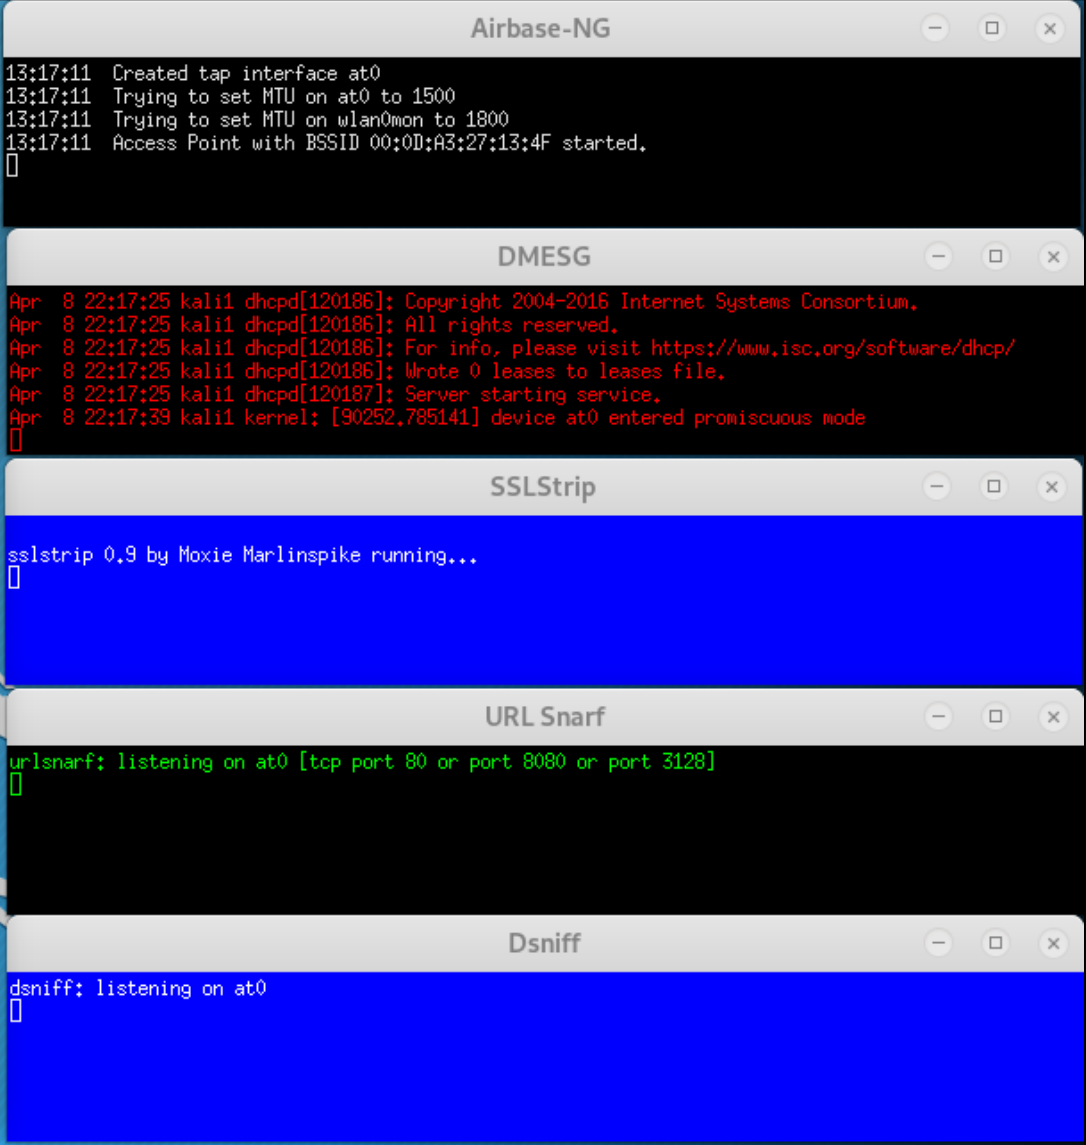 Airbase-NG
13:17:11  Created tap interface at0
13:17:11  Trying to set MTU on at0 to 1500
13:17:11  Trying to set MTU on wlan0mon to 1800
13:17:11  Access Point with BSSID 00:0D:A3:27:13:4F started.
DMESG
Apr  8 22:17:25 kali1 dhcpd[120186]: Copyright 2004-2016 Internet Systems Consortium.
Apr  8 22:17:25 kali1 dhcpd[120186]: All rights reserved.
Apr  8 22:17:25 kali1 dhcpd[120186]: For info, please visit https://www.isc.org/software/dhcp/
Apr  8 22:17:25 kali1 dhcpd[120186]: Wrote 0 leases to leases file.
Apr  8 22:17:25 kali1 dhcpd[120187]: Server starting service.
Apr  8 22:17:39 kali1 kernel: [90252.785141] device at0 entered promiscuous mode
SSLStrip
sslstrip 0.9 by Moxie Marlinspike running...
URL Snarf
urlsnarf: listening on at0 [tcp port 80 or port 8080 or port 3128]
Dsniff
dsniff: listening on at0